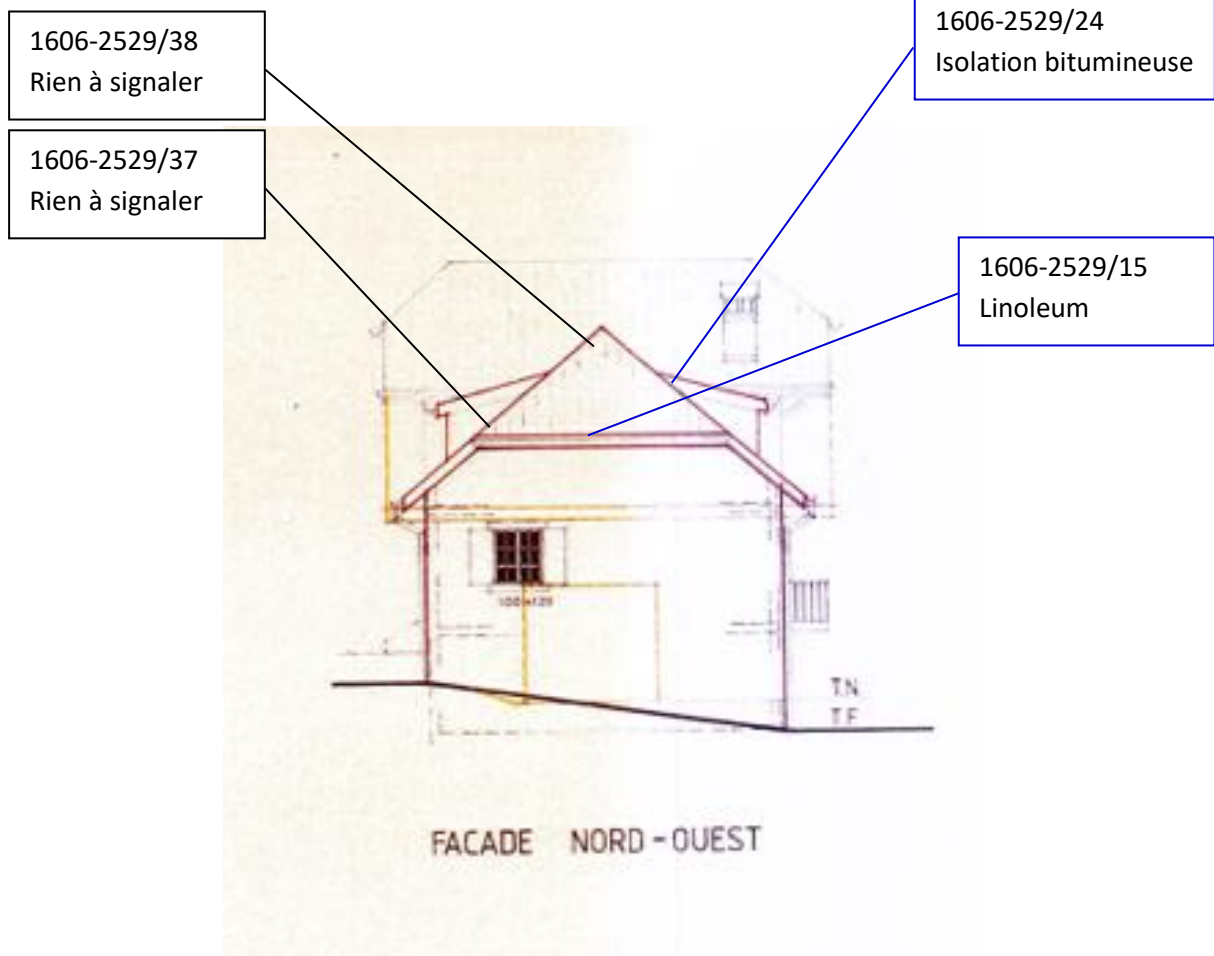 1606-2529/38
Rien à signaler
1606-2529/24
Isolation bitumineuse
1606-2529/37
Rien à signaler
1606-2529/15
Linoleum
T.N
T.F
FACADE NORD-OUEST